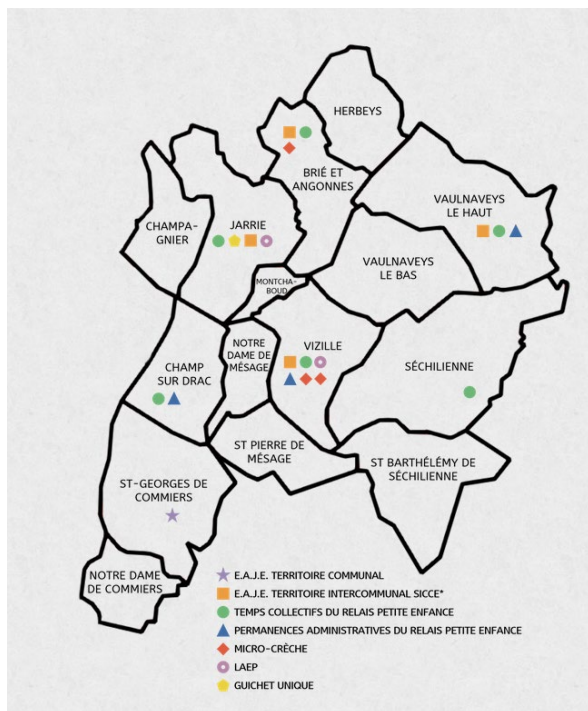 HERBEYS
BRIÉ ET
ANGONNES
VAULNAVEYS
LE HAUT
CHAMPA-
GNIER
JARRIE
VAULNAVEYS
LE BAS
MONTCHA-
BOUD
NOTRE
DAME DE
MÉSAGE
VIZILLE
SÉCHILIENNE
CHAMP
SUR DRAC
ST PIERRE DE
MÉSAGE
ST BARTHÉLÉMY DE
SÉCHILIENNE
ST-GEORGES DE
COMMIERS
NOTRE DAME
DE COMMIERS
E.A.J.E. TERRITOIRE COMMUNAL
E.A.J.E. TERRITOIRE INTERCOMMUNAL SICCE*
TEMPS COLLECTIFS DU RELAIS PETITE ENFANCE
PERMANENCES ADMINISTRATIVES DU RELAIS PETITE ENFANCE
MICRO-CRÈCHE
LAEP
GUICHET UNIQUE